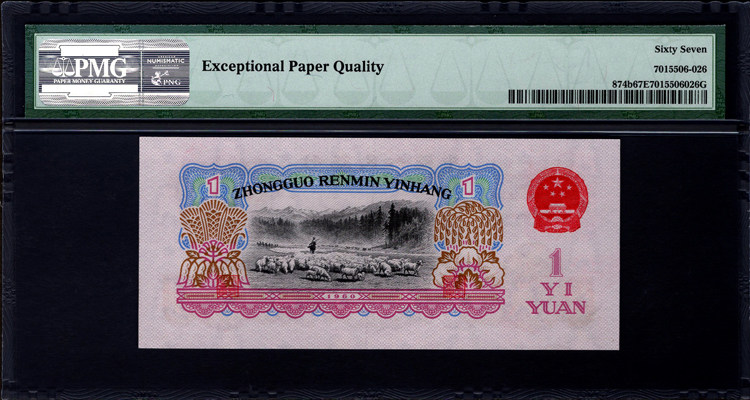 PMG
PAPER MONEY GUARANTY
NUMISMATIC
PNG
Exceptional Paper Quality
Sixty Seven
7015506-026
874b67E7015506026G
1
1
ZHONGGUO RENMIN YINHANG
1960
1
YI
YUAN